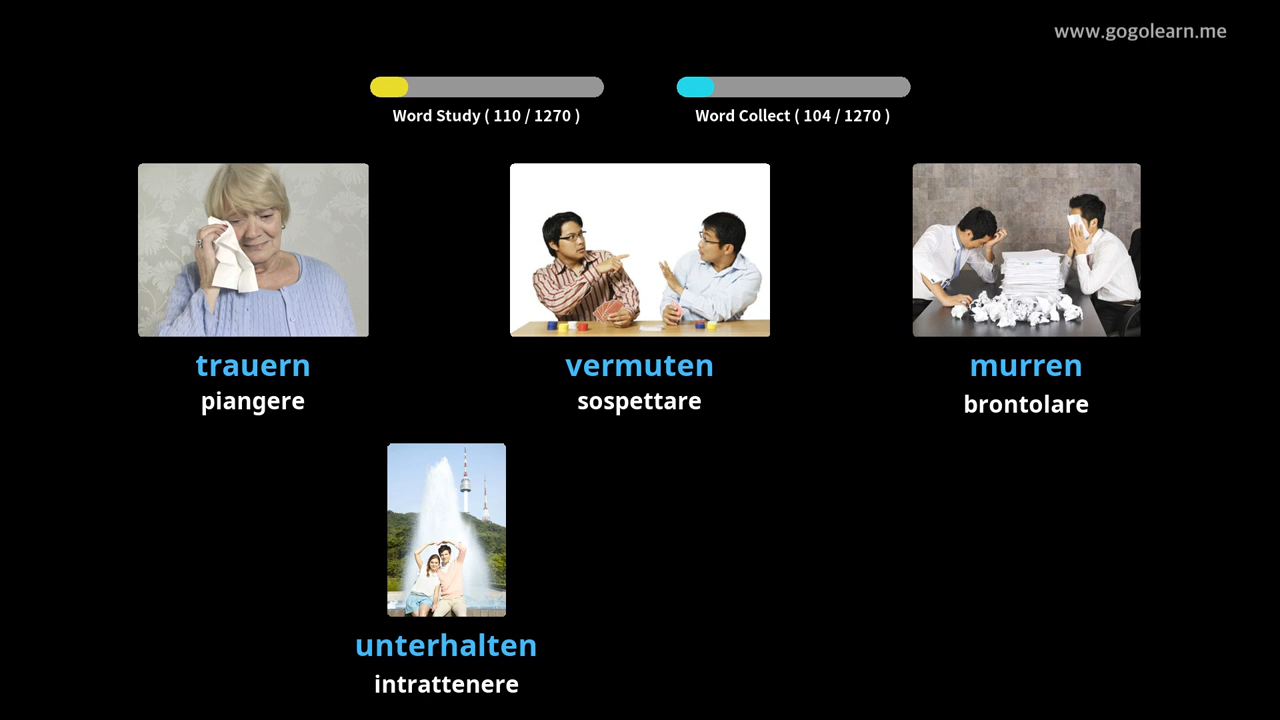 www.gogolearn.me
Word Study ( 110 / 1270 )
Word Collect ( 104 / 1270 )
trauern
piangere
vermuten
sospettare
murren
brontolare
unterhalten
intrattenere